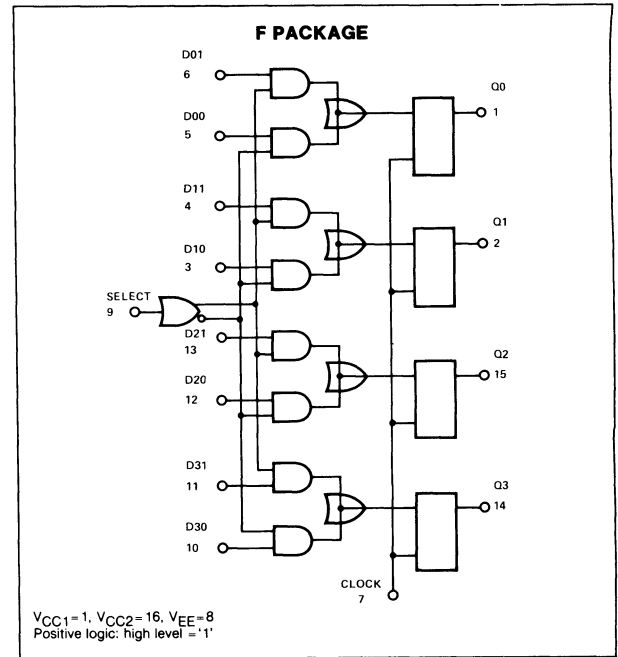 F PACKAGE
D01
6
Q0
1
D00
5
D11
4
Q1
2
D10
3
SELECT
9
D21
13
Q2
15
D20
12
D31
11
Q3
14
D30
10
CLOCK
7
VCC1=1, VCC2=16, VEE=8
Positive logic: high level ='1'